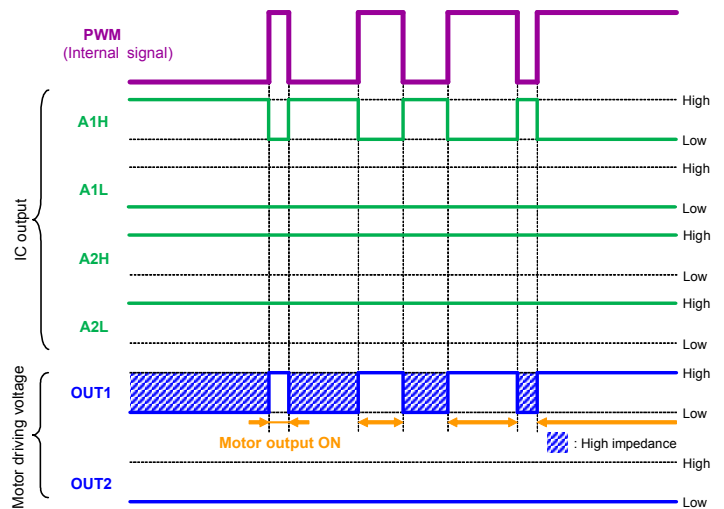 PWM
(Internal signal)
High
A1H
Low
High
A1L
Low
High
A2H
Low
High
A2L
Low
IC output
High
OUT1
Low
Motor output ON
: High impedance
High
OUT2
Low
Motor driving voltage